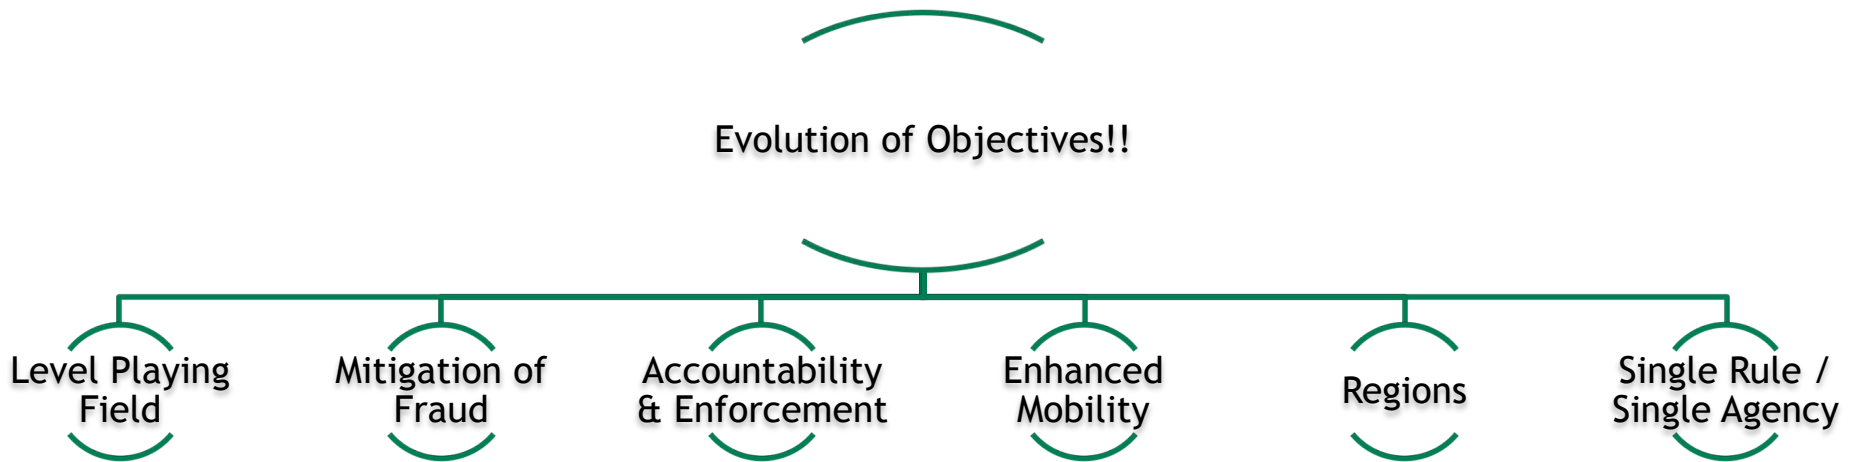 Evolution of Objectives!!
Level Playing
Field
Mitigation of
Fraud
Accountability
& Enforcement
Enhanced
Mobility
Regions
Single Rule /
Single Agency